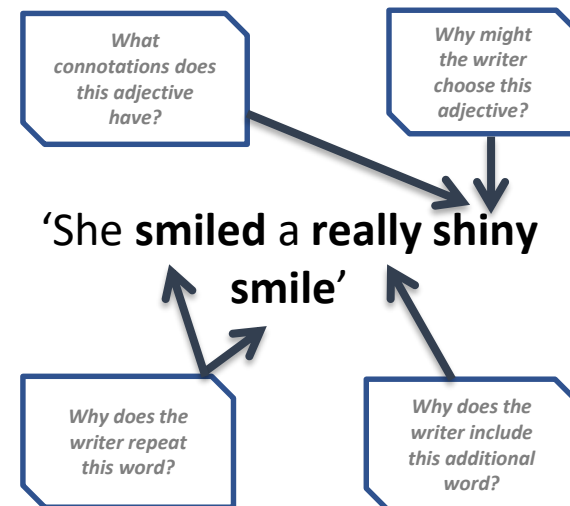 What
connotations does
this adjective
have?
Why might
the writer
choose this
adjective?
‘She smiled a really shiny
smile’
Why does the
writer repeat
this word?
Why does the
writer include
this additional
word?